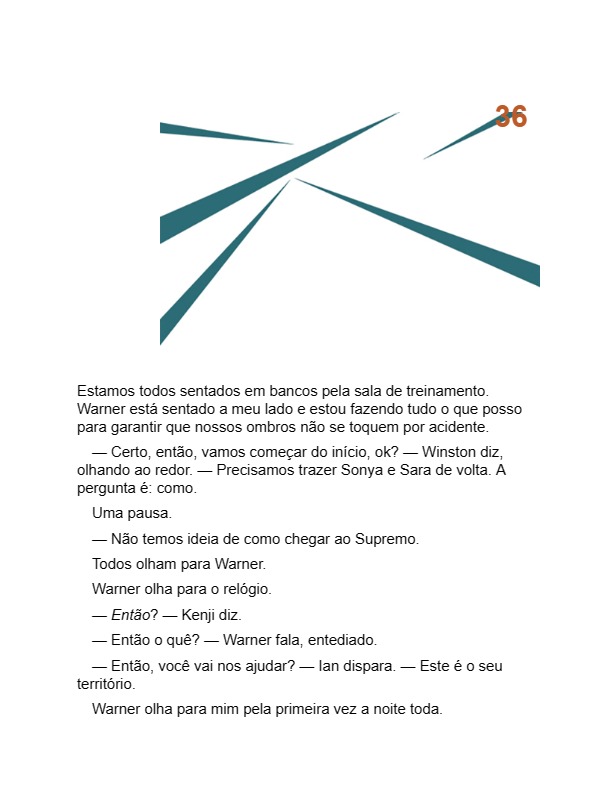 36
Estamos todos sentados em bancos pela sala de treinamento.
Warner está sentado a meu lado e estou fazendo tudo o que posso
para garantir que nossos ombros não se toquem por acidente.
— Certo, então, vamos começar do início, ok? — Winston diz,
olhando ao redor. — Precisamos trazer Sonya e Sara de volta. A
pergunta é: como.
Uma pausa.
— Não temos ideia de como chegar ao Supremo.
Todos olham para Warner.
Warner olha para o relógio.
— Então? — Kenji diz.
— Então o quê? — Warner fala, entediado.
— Então, você vai nos ajudar? — Ian dispara. — Este é o seu
território.
Warner olha para mim pela primeira vez a noite toda.